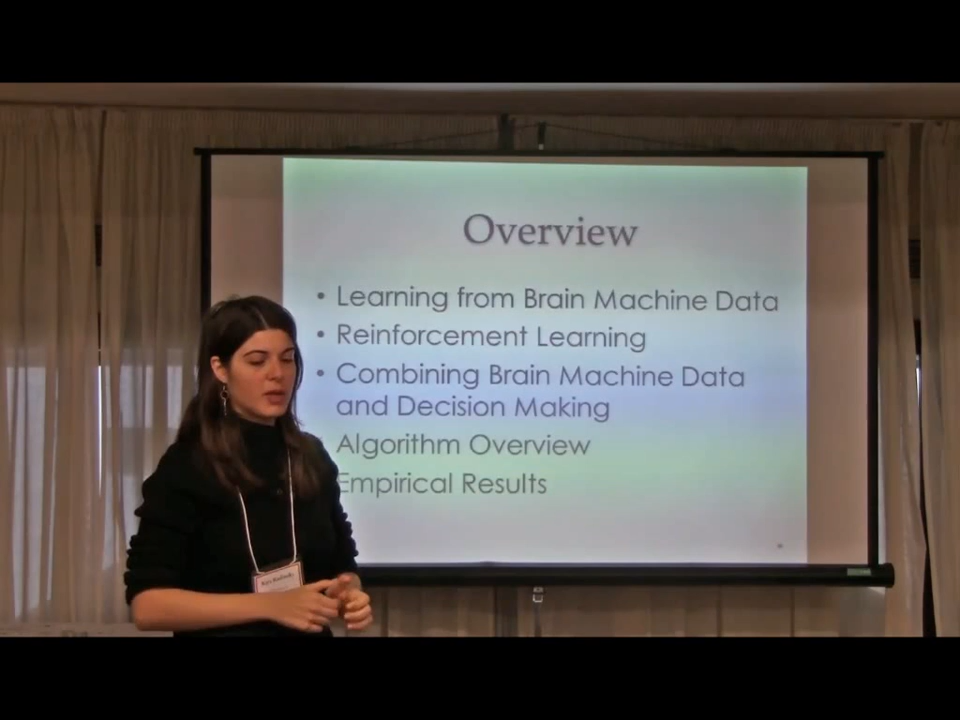 Overview
• Learning from Brain Machine Data
• Reinforcement Learning
• Combining Brain Machine Data
and Decision Making
Algorithm Overview
Empirical Results